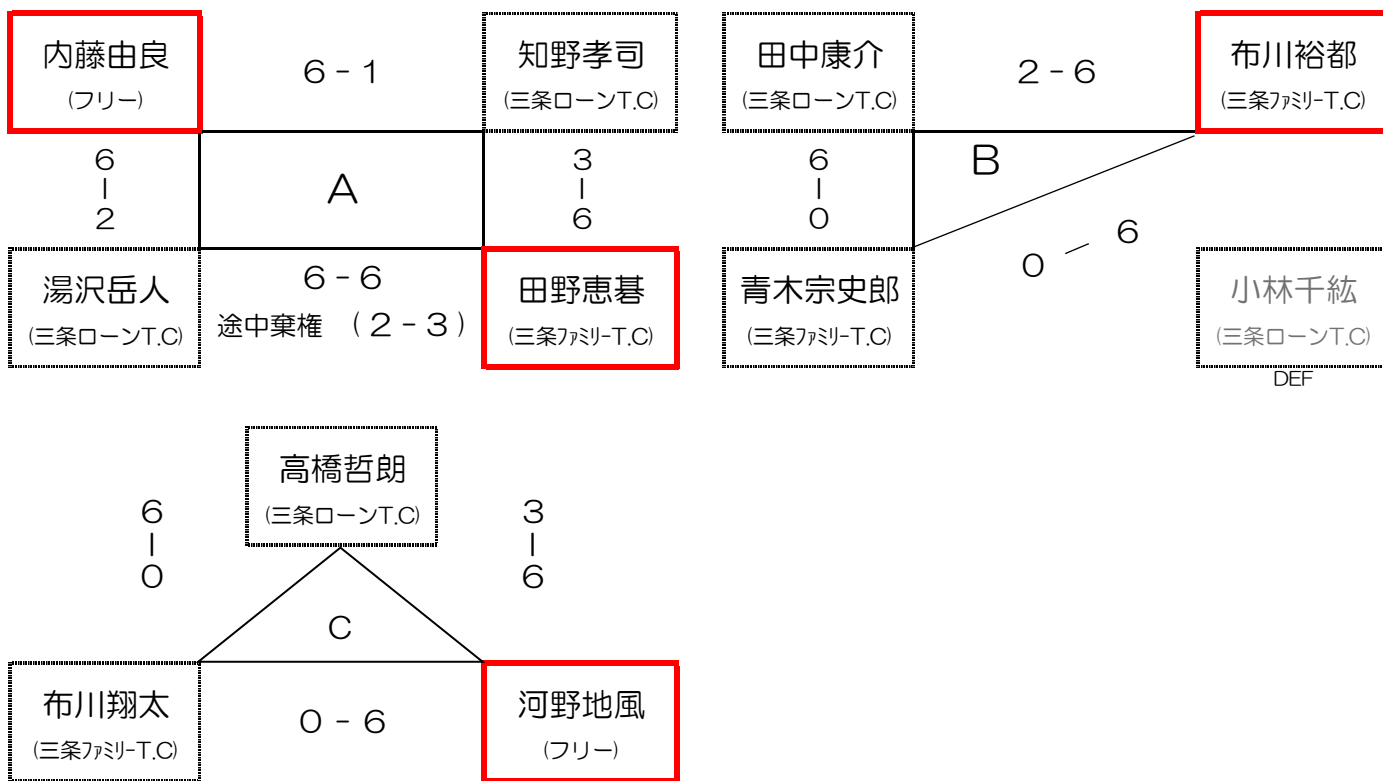 内藤由良
(フリー)
6 - 1
知野孝司
(三条ローンT.C)
田中康介
(三条ローンT.C)
2 - 6
布川裕都
(三条ファミリーT.C)
6
|
2
A
3
|
6
6
|
0
B
0 - 6
湯沢岳人
(三条ローンT.C)
6 - 6
途中棄権 (2 - 3)
田野恵碁
(三条ファミリーT.C)
青木宗史郎
(三条ファミリーT.C)
小林千紘
(三条ローンT.C)
DEF
高橋哲朗
(三条ローンT.C)
6
|
0
3
|
6
C
布川翔太
(三条ファミリーT.C)
0 - 6
河野地風
(フリー)